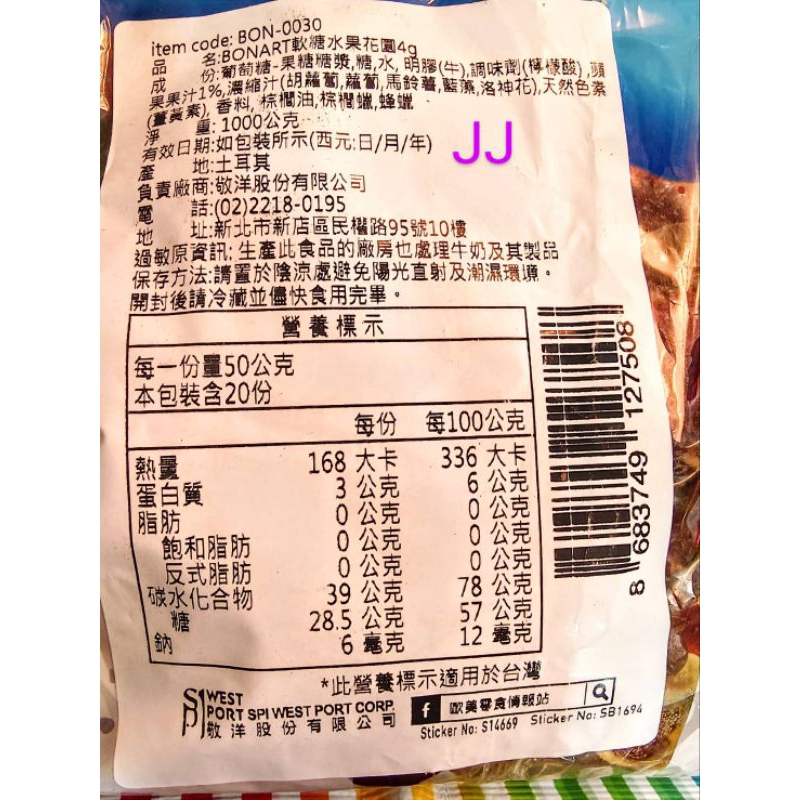 item code: BON-0030
品名:BONART軟糖水果花園4g
成份:葡萄糖-果糖糖漿,糖,水,明膠(牛),調味劑(檸檬酸),蘋
果果汁1%,濃縮汁(胡蘿蔔,蘿蔔,馬鈴薯,藍藻,洛神花),天然色素
(薑黃素),香料,棕櫚油,棕櫚蠟,蜂蠟
淨重:1000公克
有效日期:如包裝所示(西元:日/月/年)
JJ
產地:土耳其
負責廠商:敬洋股份有限公司
電話:(02)2218-0195
地址:新北市新店區民權路95號10樓
過敏原資訊:生產此食品的廠房也處理牛奶及其製品
保存方法:請置於陰涼處避免陽光直射及潮濕環境。
開封後請冷藏並儘快食用完畢。
營養標示
每一份量50公克
本包裝含20份
每份 每100公克
熱量 168 大卡 336 大卡
蛋白質 3 公克 6 公克
脂肪 0 公克 0 公克
飽和脂肪 0 公克 0 公克
反式脂肪 0 公克 0 公克
碳水化合物 39 公克 78 公克
糖 28.5 公克 57 公克
鈉 6 毫克 12 毫克
*此營養標示適用於台灣
8 683749 127508
WEST
PORT SPI WEST PORT CORP.
敬洋股份有限公司
f 歐美零食情報站
Sticker No: S14669 Sticker No: SB1694